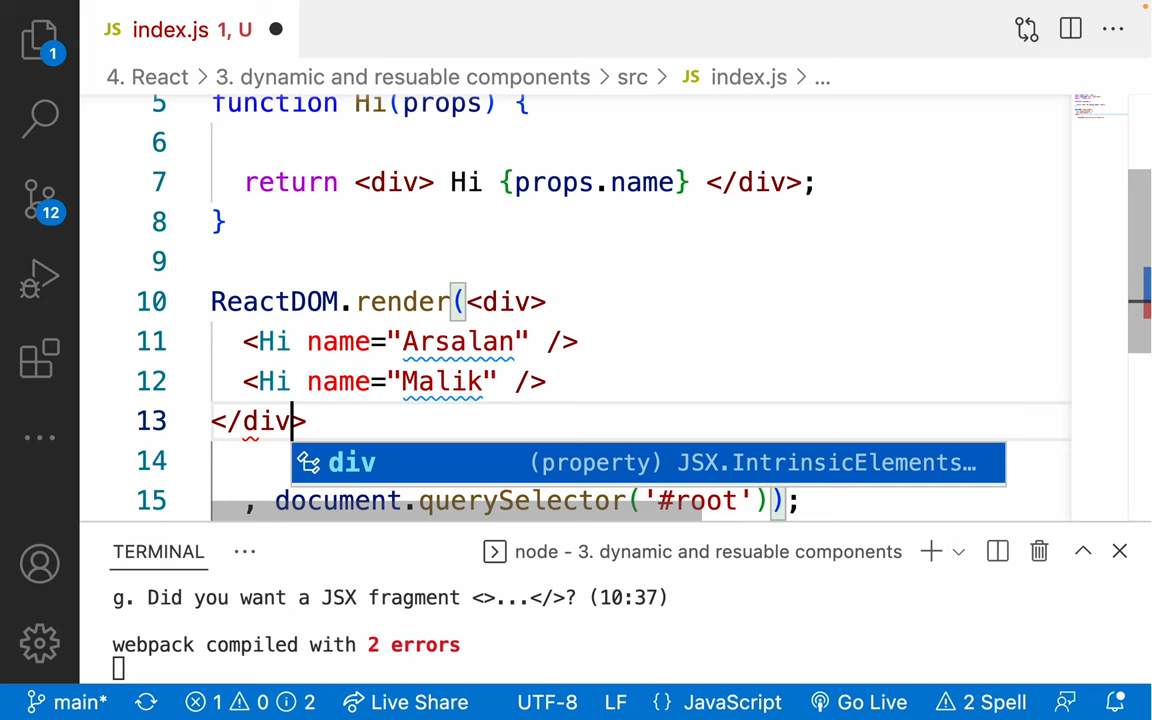 JS index.js 1, U
4. React > 3. dynamic and resuable components > src > JS index.js > ...
5 function Hi(props) {
6
7 return <div> Hi {props.name} </div>;
8 }
9
10 ReactDOM.render(<div>
11 <Hi name="Arsalan" />
12 <Hi name="Malik" />
13 </div>
div (property) JSX.IntrinsicElements…
14
15 , document.querySelector('#root'));
1
12
TERMINAL ... node - 3. dynamic and resuable components
g. Did you want a JSX fragment <>...</>? (10:37)
webpack compiled with 2 errors
main* 1 0 2 Live Share UTF-8 LF {} JavaScript Go Live 2 Spell